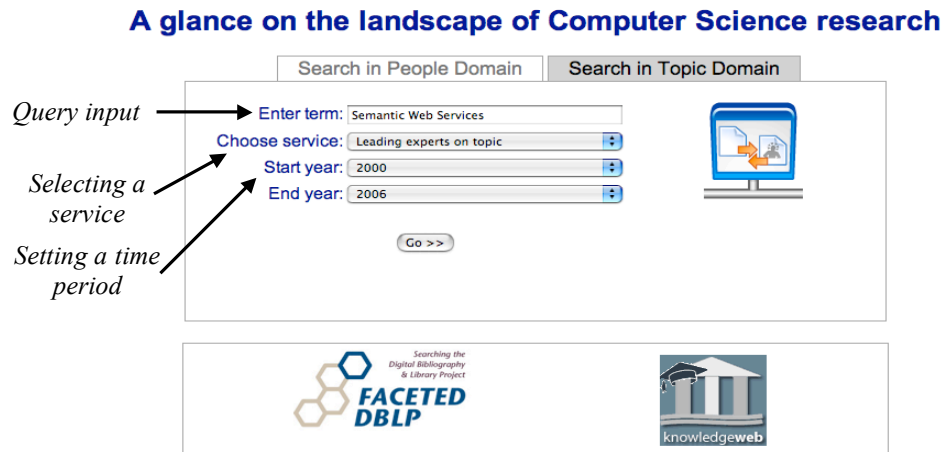 A glance on the landscape of Computer Science research
Search in People Domain
Search in Topic Domain
Query input
Enter term: Semantic Web Services
Choose service: Leading experts on topic
Selecting a
service
Start year: 2000
End year: 2006
Setting a time
period
Go >>
Searching the
Digital Bibliography
& Library Project
FACETED
DBLP
knowledgeweb